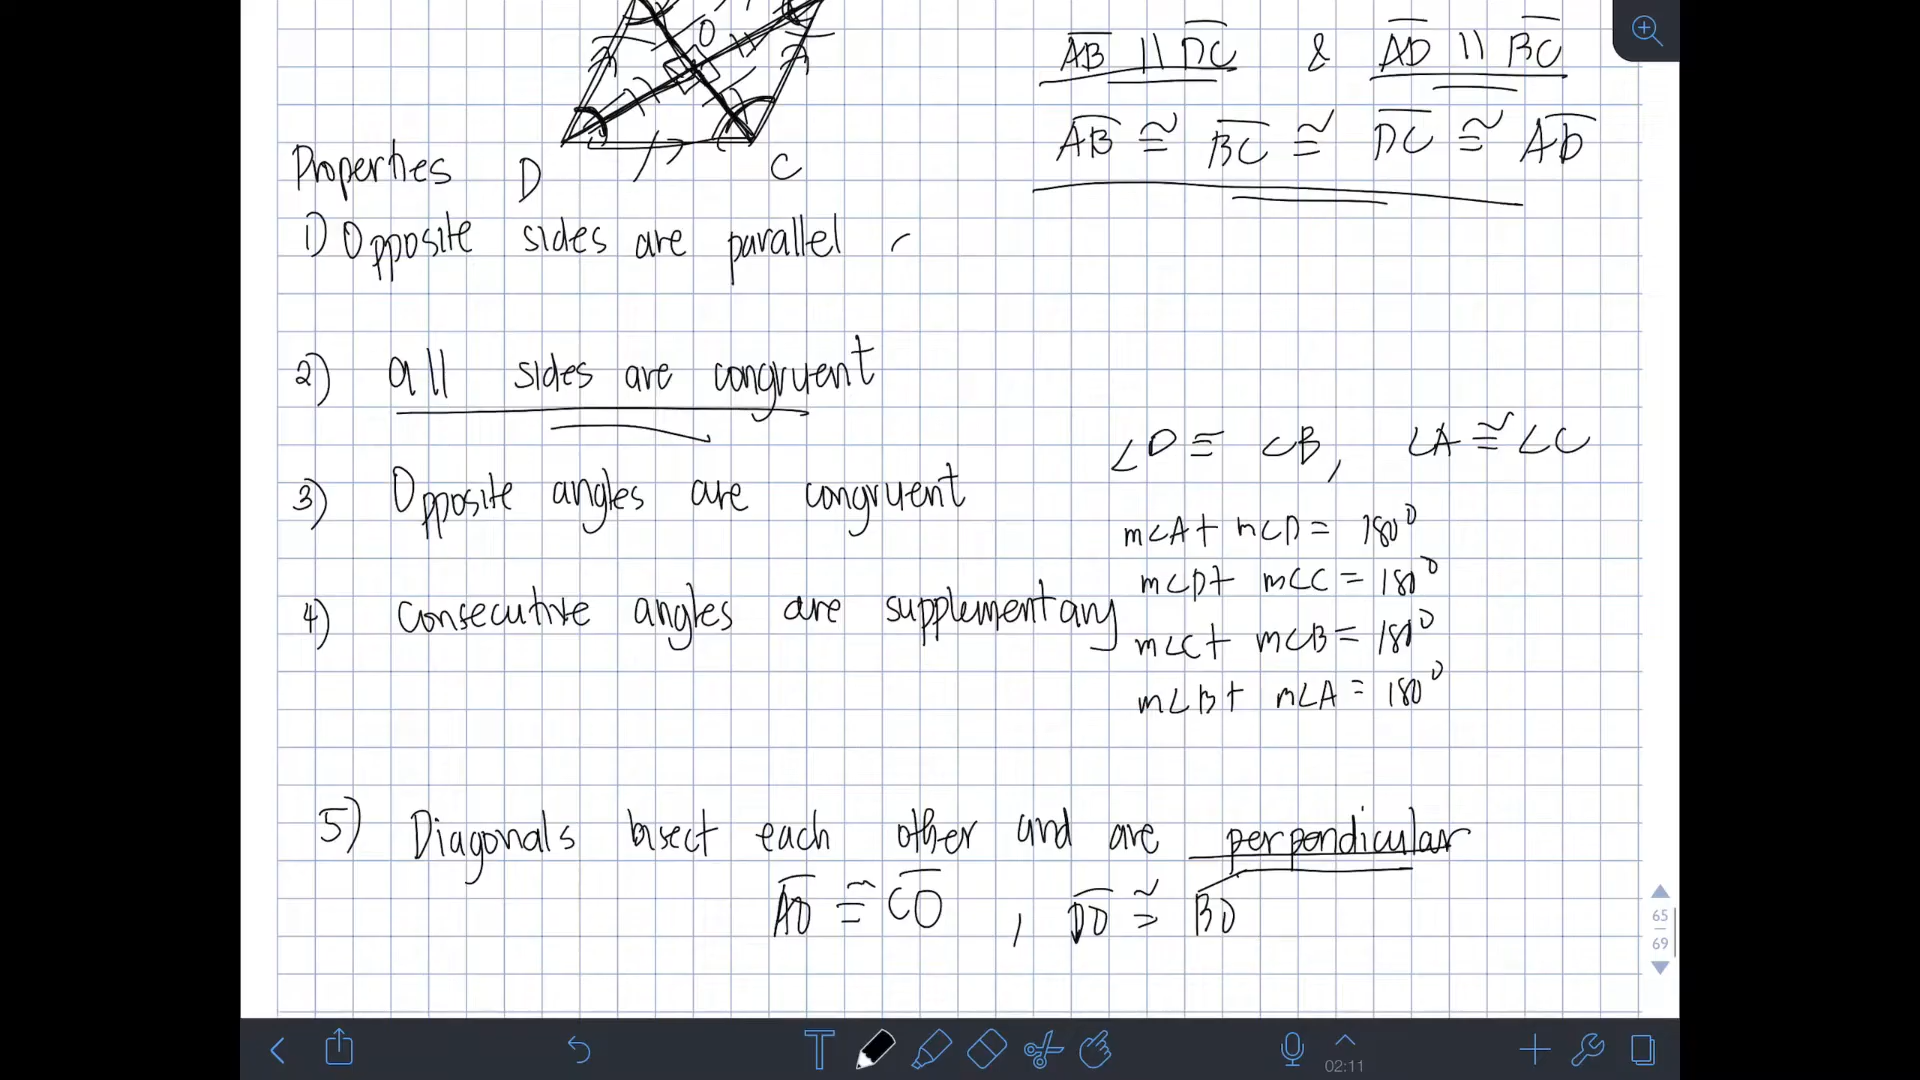 O
AB || DC & AD || BC
AB ≅ BC ≅ DC ≅ AD
Properties D C
1) Opposite sides are parallel
2) all sides are congruent
∠D ≅ ∠B, ∠A ≅ ∠C
3) Opposite angles are congruent
m∠A + m∠D = 180°
m∠D + m∠C = 180°
4) Consecutive angles are supplementary
m∠C + m∠B = 180°
m∠B + m∠A = 180°
5) Diagonals bisect each other and are perpendicular
AO ≅ CO , DO ≅ BO
65
69
T
02:11